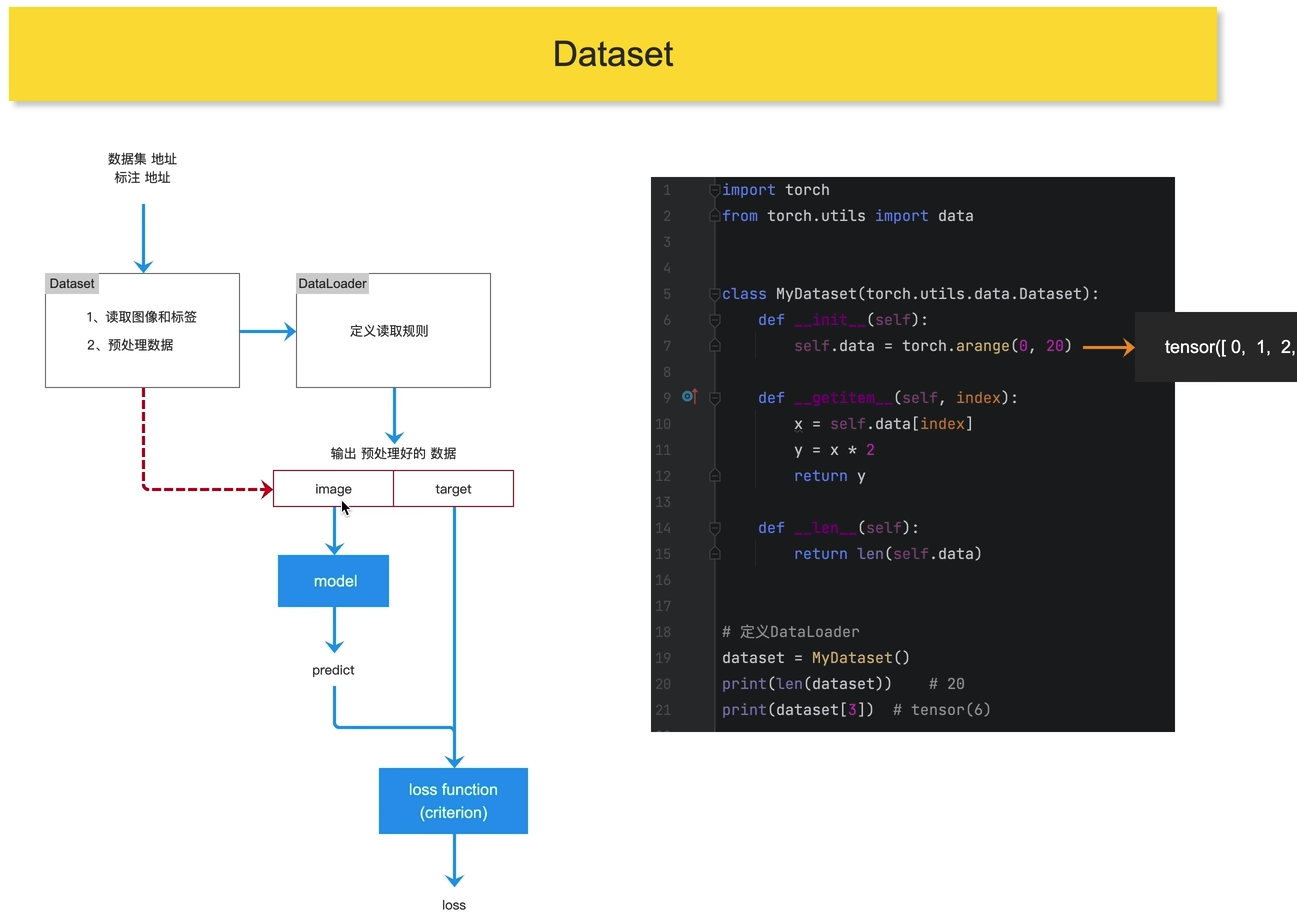 Dataset
数据集 地址
标注 地址
Dataset
1、读取图像和标签
2、预处理数据
DataLoader
定义读取规则
输出 预处理好的 数据
image
target
model
predict
loss function
(criterion)
loss
1 import torch
2 from torch.utils import data
3
4
5 class MyDataset(torch.utils.data.Dataset):
6     def __init__(self):
7         self.data = torch.arange(0, 20)
tensor([ 0, 1, 2,
8
9     def __getitem__(self, index):
10         x = self.data[index]
11         y = x * 2
12         return y
13
14     def __len__(self):
15         return len(self.data)
16
17
18 # 定义DataLoader
19 dataset = MyDataset()
20 print(len(dataset))    # 20
21 print(dataset[3])  # tensor(6)